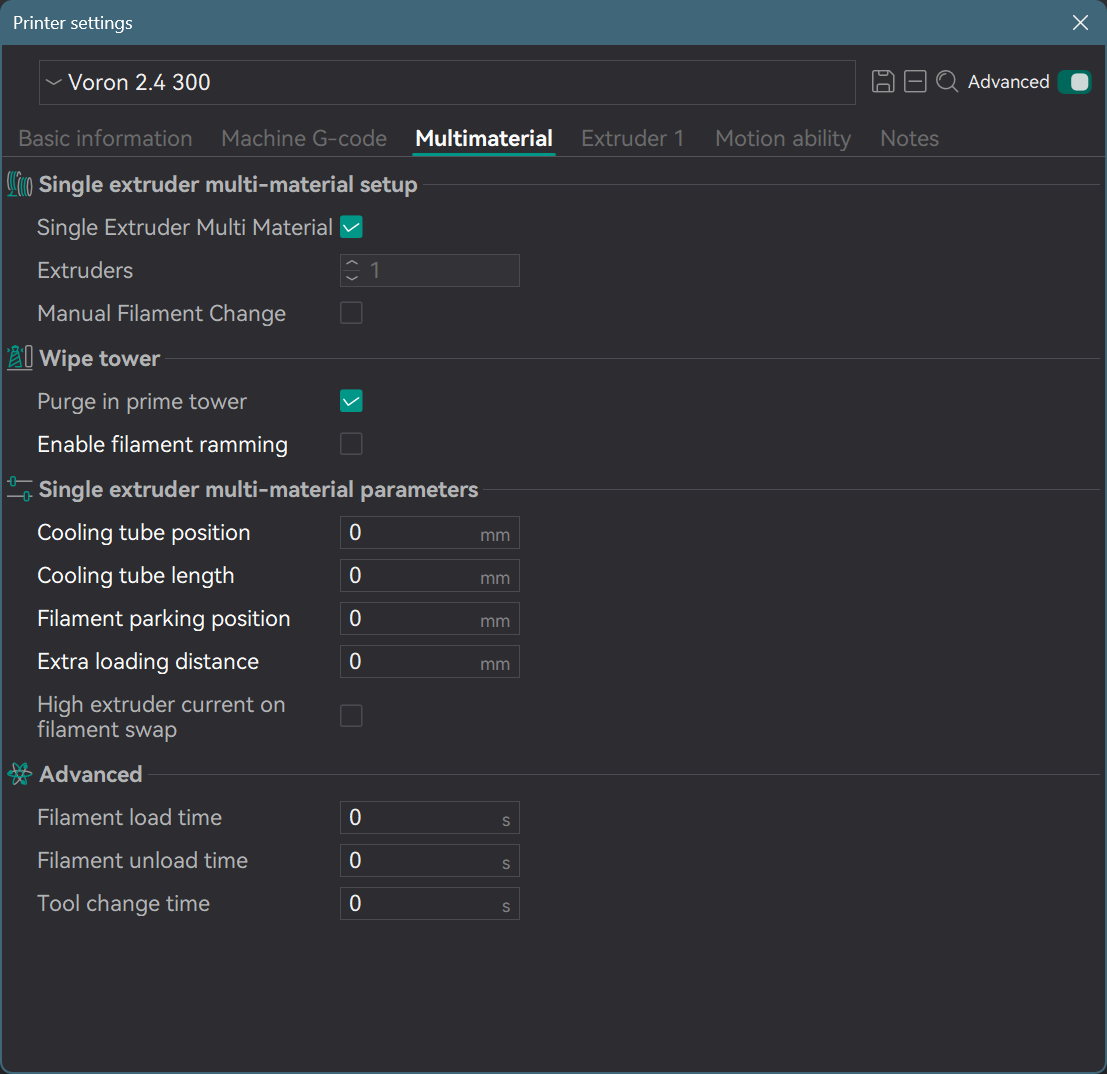 Printer settings
Voron 2.4 300
Advanced
Basic information Machine G-code Multimaterial Extruder 1 Motion ability Notes
Single extruder multi-material setup
Single Extruder Multi Material
Extruders 1
Manual Filament Change
Wipe tower
Purge in prime tower
Enable filament ramming
Single extruder multi-material parameters
Cooling tube position 0 mm
Cooling tube length 0 mm
Filament parking position 0 mm
Extra loading distance 0 mm
High extruder current on
filament swap
Advanced
Filament load time 0 s
Filament unload time 0 s
Tool change time 0 s